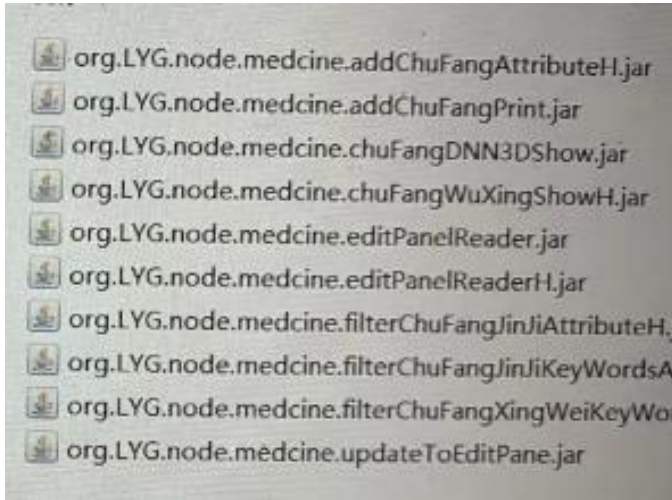 org.LYG.node.medcine.addChuFangAttributeH.jar
org.LYG.node.medcine.addChuFangPrint.jar
org.LYG.node.medcine.chuFangDNN3DShow.jar
org.LYG.node.medcine.chuFangWuXingShowH.jar
org.LYG.node.medcine.editPanelReader.jar
org.LYG.node.medcine.editPanelReaderH.jar
org.LYG.node.medcine.filterChuFangJinJiAttributeH.
org.LYG.node.medcine.filterChuFangJinJiKeyWordsA
org.LYG.node.medcine.filterChuFangXingWeiKeyWo
org.LYG.node.medcine.updateToEditPane.jar